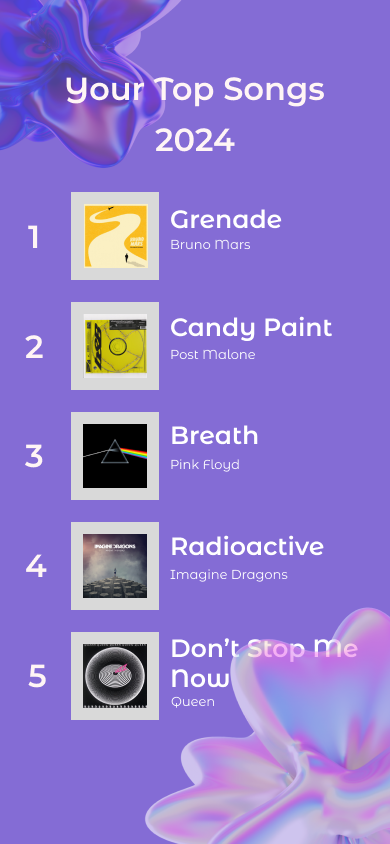 Your Top Songs
2024
1
Grenade
Bruno Mars
2
Candy Paint
Post Malone
3
Breath
Pink Floyd
4
IMAGINE DRAGONS
Radioactive
Imagine Dragons
5
Don't Stop Me
Now
Queen